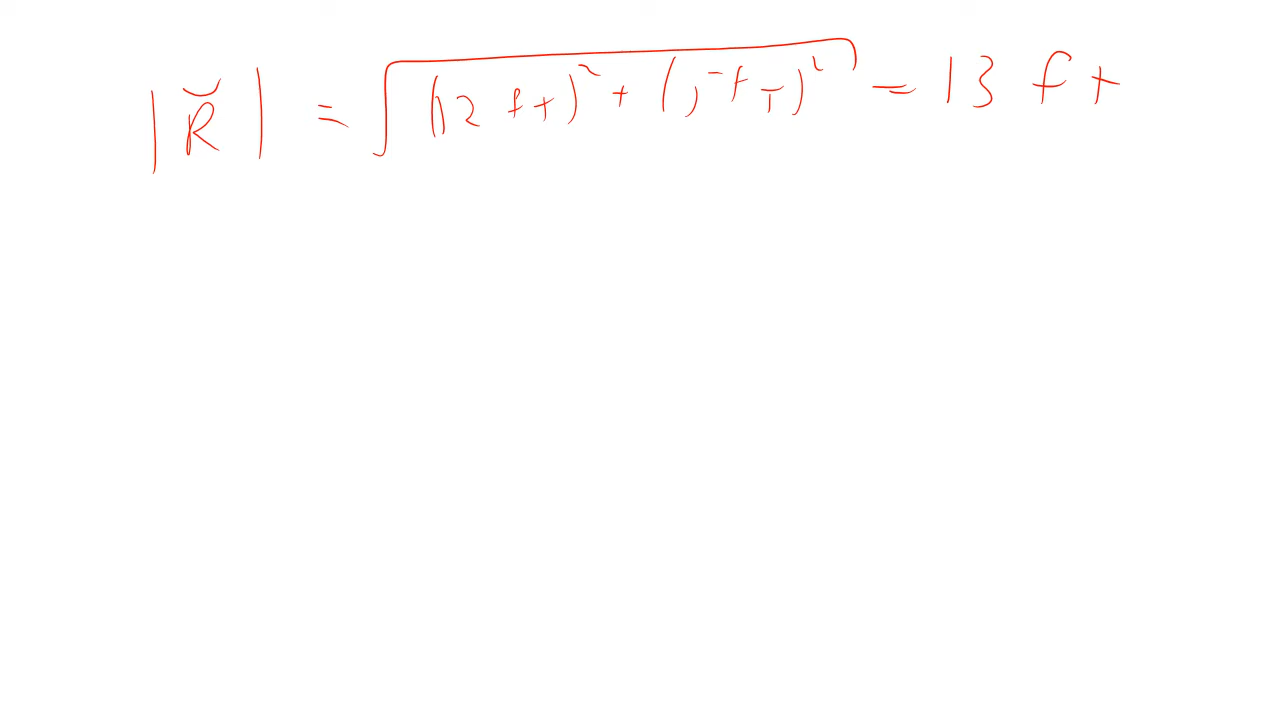 |R⃗| = √((12 ft)² + (5 ft)²) = 13 ft